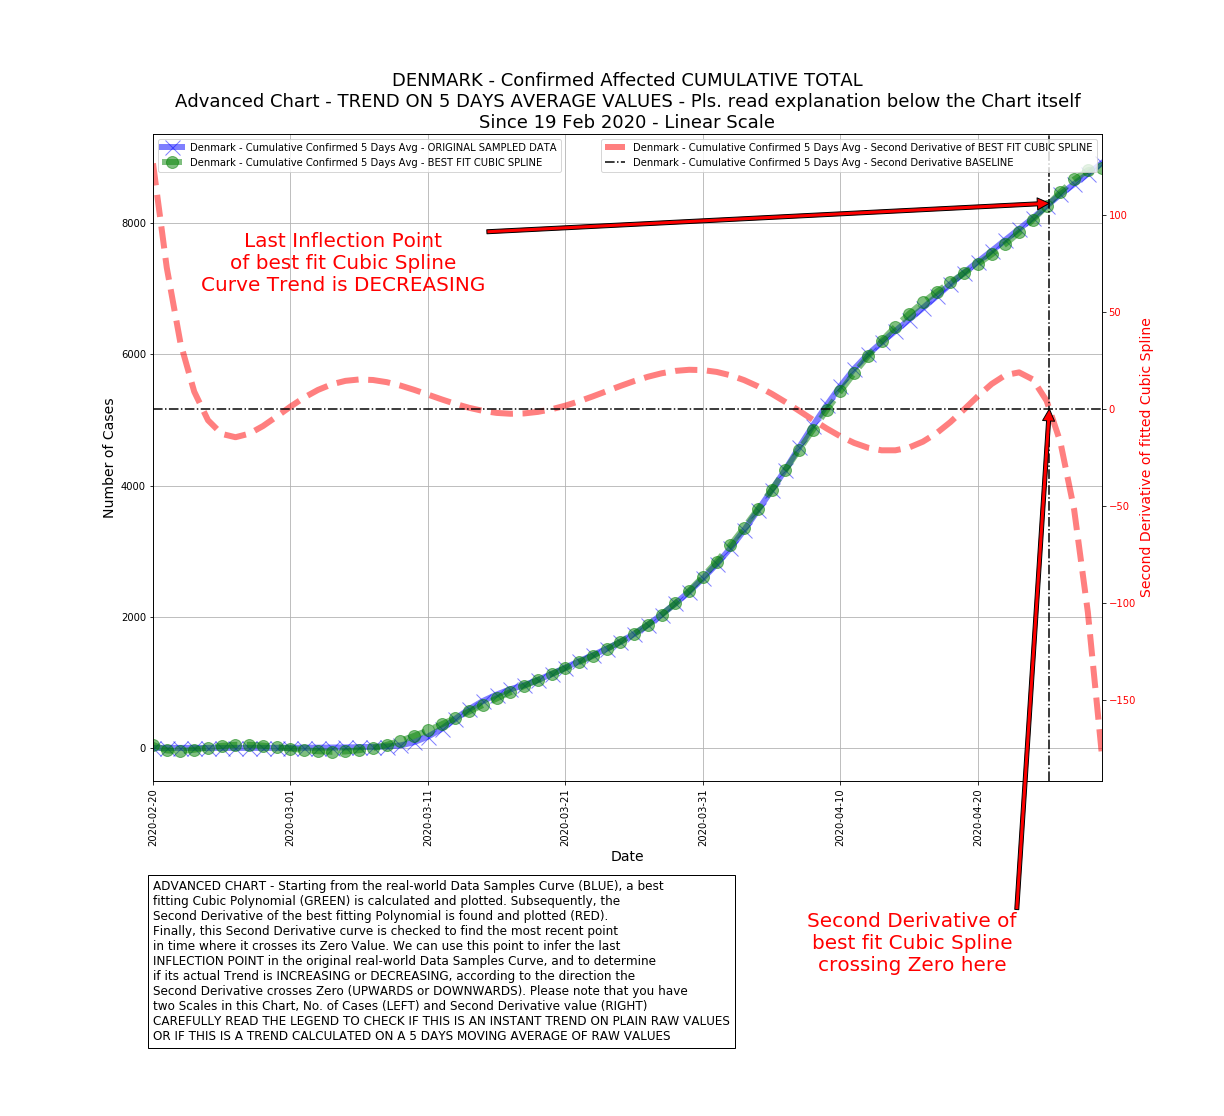 DENMARK - Confirmed Affected CUMULATIVE TOTAL
Advanced Chart - TREND ON 5 DAYS AVERAGE VALUES - Pls. read explanation below the Chart itself
Since 19 Feb 2020 - Linear Scale
Denmark - Cumulative Confirmed 5 Days Avg - ORIGINAL SAMPLED DATA
Denmark - Cumulative Confirmed 5 Days Avg - BEST FIT CUBIC SPLINE
Denmark - Cumulative Confirmed 5 Days Avg - Second Derivative of BEST FIT CUBIC SPLINE
Denmark - Cumulative Confirmed 5 Days Avg - Second Derivative BASELINE
Last Inflection Point
of best fit Cubic Spline
Curve Trend is DECREASING
Number of Cases
8000
6000
4000
2000
0
100
50
0
−50
−100
−150
Second Derivative of fitted Cubic Spline
2020-02-20
2020-03-01
2020-03-11
2020-03-21
2020-03-31
2020-04-10
2020-04-20
Date
ADVANCED CHART - Starting from the real-world Data Samples Curve (BLUE), a best
fitting Cubic Polynomial (GREEN) is calculated and plotted. Subsequently, the
Second Derivative of the best fitting Polynomial is found and plotted (RED).
Finally, this Second Derivative curve is checked to find the most recent point
in time where it crosses its Zero Value. We can use this point to infer the last
INFLECTION POINT in the original real-world Data Samples Curve, and to determine
if its actual Trend is INCREASING or DECREASING, according to the direction the
Second Derivative crosses Zero (UPWARDS or DOWNWARDS). Please note that you have
two Scales in this Chart, No. of Cases (LEFT) and Second Derivative value (RIGHT)
CAREFULLY READ THE LEGEND TO CHECK IF THIS IS AN INSTANT TREND ON PLAIN RAW VALUES
OR IF THIS IS A TREND CALCULATED ON A 5 DAYS MOVING AVERAGE OF RAW VALUES
Second Derivative of
best fit Cubic Spline
crossing Zero here